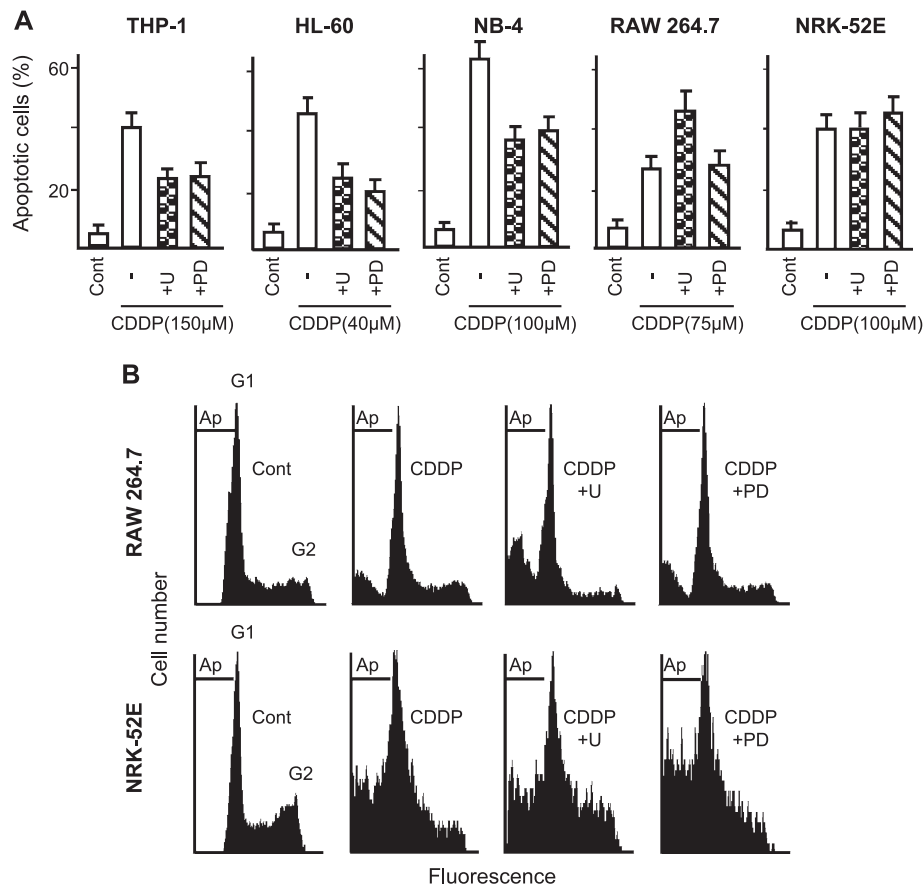 A
THP-1 HL-60 NB-4 RAW 264.7 NRK-52E
Apoptotic cells (%)
60
20
Cont - +U +PD Cont - +U +PD Cont - +U +PD Cont - +U +PD Cont - +U +PD
CDDP(150µM) CDDP(40µM) CDDP(100µM) CDDP(75µM) CDDP(100µM)
B
RAW 264.7
G1
Ap Ap Ap Ap
Cont CDDP CDDP CDDP
+U +PD
G2
Cell number
NRK-52E
G1
Ap Ap Ap Ap
Cont CDDP CDDP CDDP
+U +PD
G2
Fluorescence